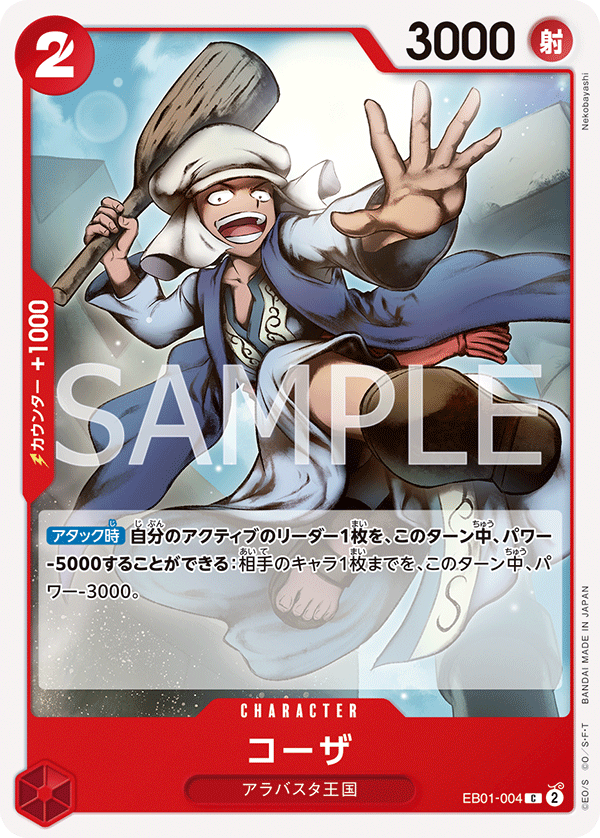 2
3000
射
Nekobayashi
カウンター +1000
SAMPLE
アタック時 自分のアクティブのリーダー1枚を、このターン中、パワー
-5000することができる:相手のキャラ1枚までを、このターン中、パ
ワー-3000。
CHARACTER
コーザ
アラバスタ王国
EB01-004 C 2
©E.O/S ©O/S・F・T BANDAI MADE IN JAPAN